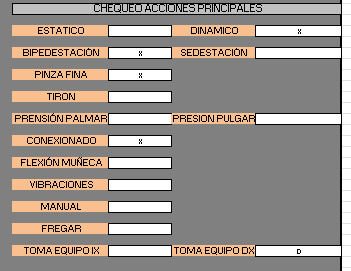 CHEQUEO ACCIONES PRINCIPALES
ESTATICO DINAMICO x
BIPEDESTACIÓN x SEDESTACIÓN
PINZA FINA x
TIRON
PRENSIÓN PALMAR PRESION PULGAR
CONEXIONADO x
FLEXIÓN MUÑECA
VIBRACIONES
MANUAL
FREGAR
TOMA EQUIPO IX TOMA EQUIPO DX D